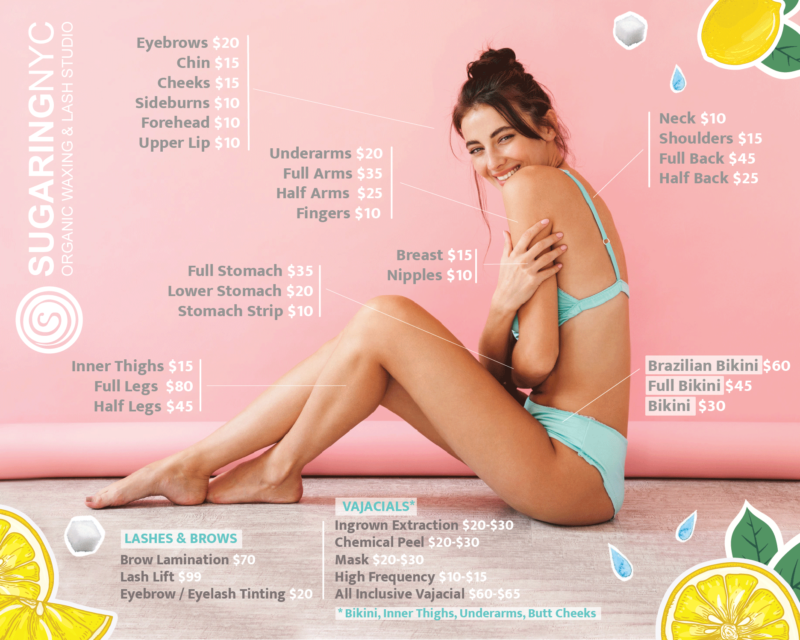 SUGARINGNYC
ORGANIC WAXING & LASH STUDIO
Eyebrows $20
Chin $15
Cheeks $15
Sideburns $10
Forehead $10
Upper Lip $10
Underarms $20
Full Arms $35
Half Arms $25
Fingers $10
Neck $10
Shoulders $15
Full Back $45
Half Back $25
Breast $15
Nipples $10
Full Stomach $35
Lower Stomach $20
Stomach Strip $10
Inner Thighs $15
Full Legs $80
Half Legs $45
Brazilian Bikini $60
Full Bikini $45
Bikini $30
LASHES & BROWS
Brow Lamination $70
Lash Lift $99
Eyebrow / Eyelash Tinting $20
VAJACIALS*
Ingrown Extraction $20-$30
Chemical Peel $20-$30
Mask $20-$30
High Frequency $10-$15
All Inclusive Vajacial $60-$65
*Bikini, Inner Thighs, Underarms, Butt Cheeks